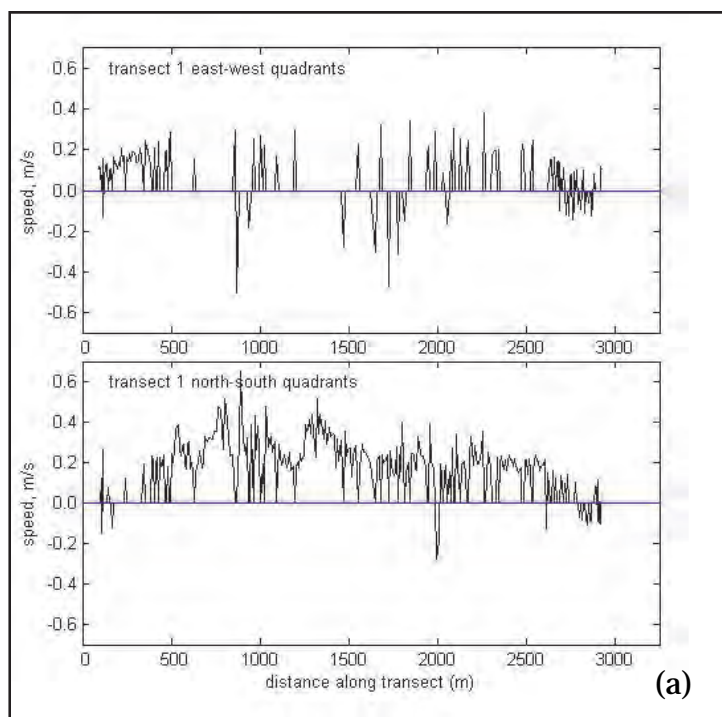 0.6
transect 1 east-west quadrants
0.4
0.2
0.0
-0.2
-0.4
-0.6
speed, m/s
0 500 1000 1500 2000 2500 3000
0.6
transect 1 north-south quadrants
0.4
0.2
0.0
-0.2
-0.4
-0.6
speed, m/s
0 500 1000 1500 2000 2500 3000
distance along transect (m)
(a)